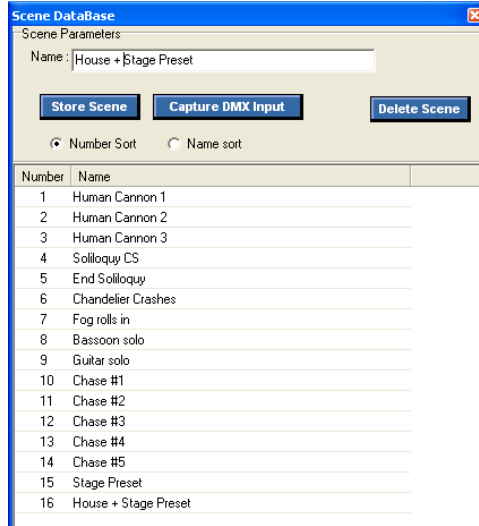 Scene DataBase
Scene Parameters
Name : House + Stage Preset
Store Scene Capture DMX Input Delete Scene
Number Sort Name sort
Number Name
1 Human Cannon 1
2 Human Cannon 2
3 Human Cannon 3
4 Soliloquy CS
5 End Soliloquy
6 Chandelier Crashes
7 Fog rolls in
8 Bassoon solo
9 Guitar solo
10 Chase #1
11 Chase #2
12 Chase #3
13 Chase #4
14 Chase #5
15 Stage Preset
16 House + Stage Preset